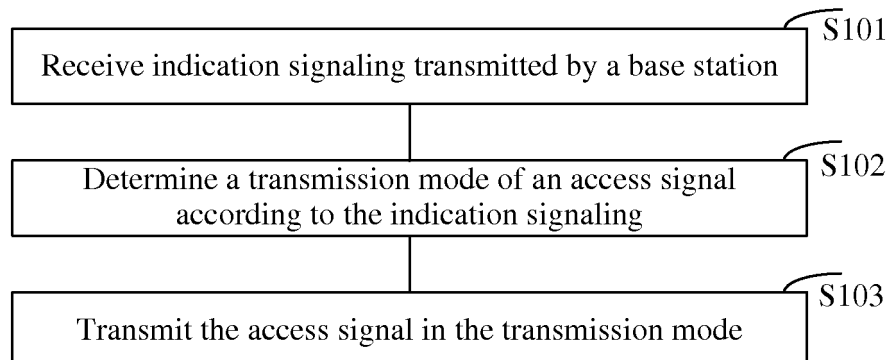 S101
Receive indication signaling transmitted by a base station
S102
Determine a transmission mode of an access signal
according to the indication signaling
S103
Transmit the access signal in the transmission mode